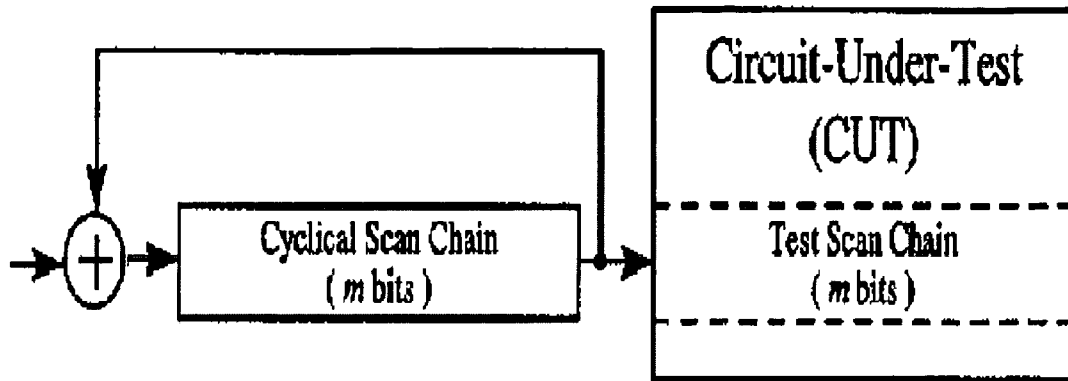 Circuit-Under-Test
(CUT)
Cyclical Scan Chain
( m bits )
Test Scan Chain
( m bits )